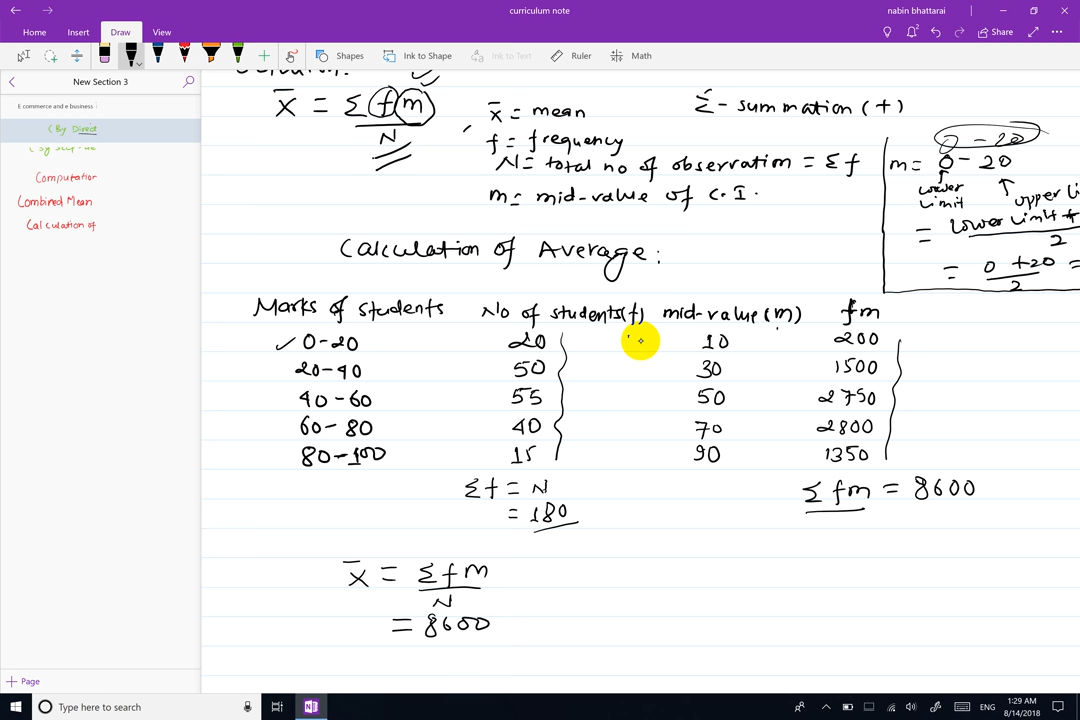 curriculum note
nabin bhattarai
Home Insert Draw View
Share
Shapes Ink to Shape Ink to Text Ruler Math
New Section 3
E commerce and e business :
(By Direct
Computation
Combined Mean
Calculation of
X̄ = Σ f m
N
X̄ = mean
f = frequency
N = total no of observation = Σ f
m = mid-value of C.I.
Σ - summation (+)
0 - 20
m = 0 - 20
lower limit
upper li
= lower limit +
2
= 0 + 20 =
2
Calculation of Average :
Marks of students No of students (f) mid-value (m) fm
0-20 20 10 200
20-40 50 30 1500
40-60 55 50 2750
60-80 40 70 2800
80-100 15 90 1350
Σf = N
= 180
Σ fm = 8600
X̄ = Σ f m
N
= 8600
+ Page
Type here to search
ENG
1:29 AM
8/14/2018